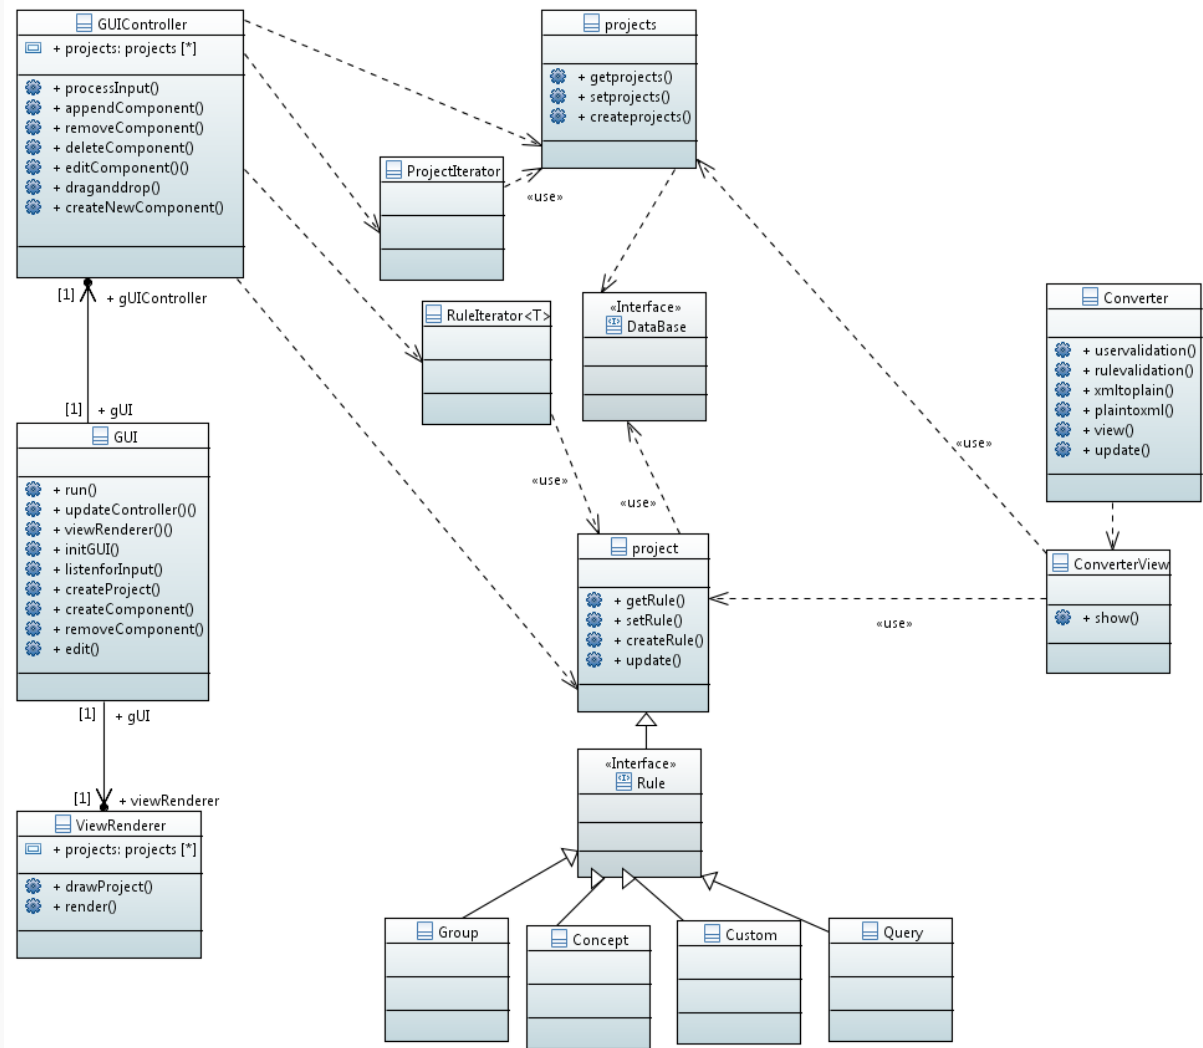 GUIController
+ projects: projects [*]
+ processInput()
+ appendComponent()
+ removeComponent()
+ deleteComponent()
+ editComponent()()
+ draganddrop()
+ createNewComponent()
projects
+ getprojects()
+ setprojects()
+ createprojects()
ProjectIterator
«use»
[1]
+ gUIController
RuleIterator<T>
«Interface»
DataBase
Converter
+ uservalidation()
+ rulevalidation()
+ xmltoplain()
+ plaintoxml()
+ view()
+ update()
[1]
+ gUI
GUI
+ run()
+ updateController()()
+ viewRenderer()()
+ initGUI()
+ listenforInput()
+ createProject()
+ createComponent()
+ removeComponent()
+ edit()
«use»
«use»
«use»
project
+ getRule()
+ setRule()
+ createRule()
+ update()
ConverterView
+ show()
«use»
[1]
+ gUI
[1]
+ viewRenderer
ViewRenderer
+ projects: projects [*]
+ drawProject()
+ render()
«Interface»
Rule
Group
Concept
Custom
Query